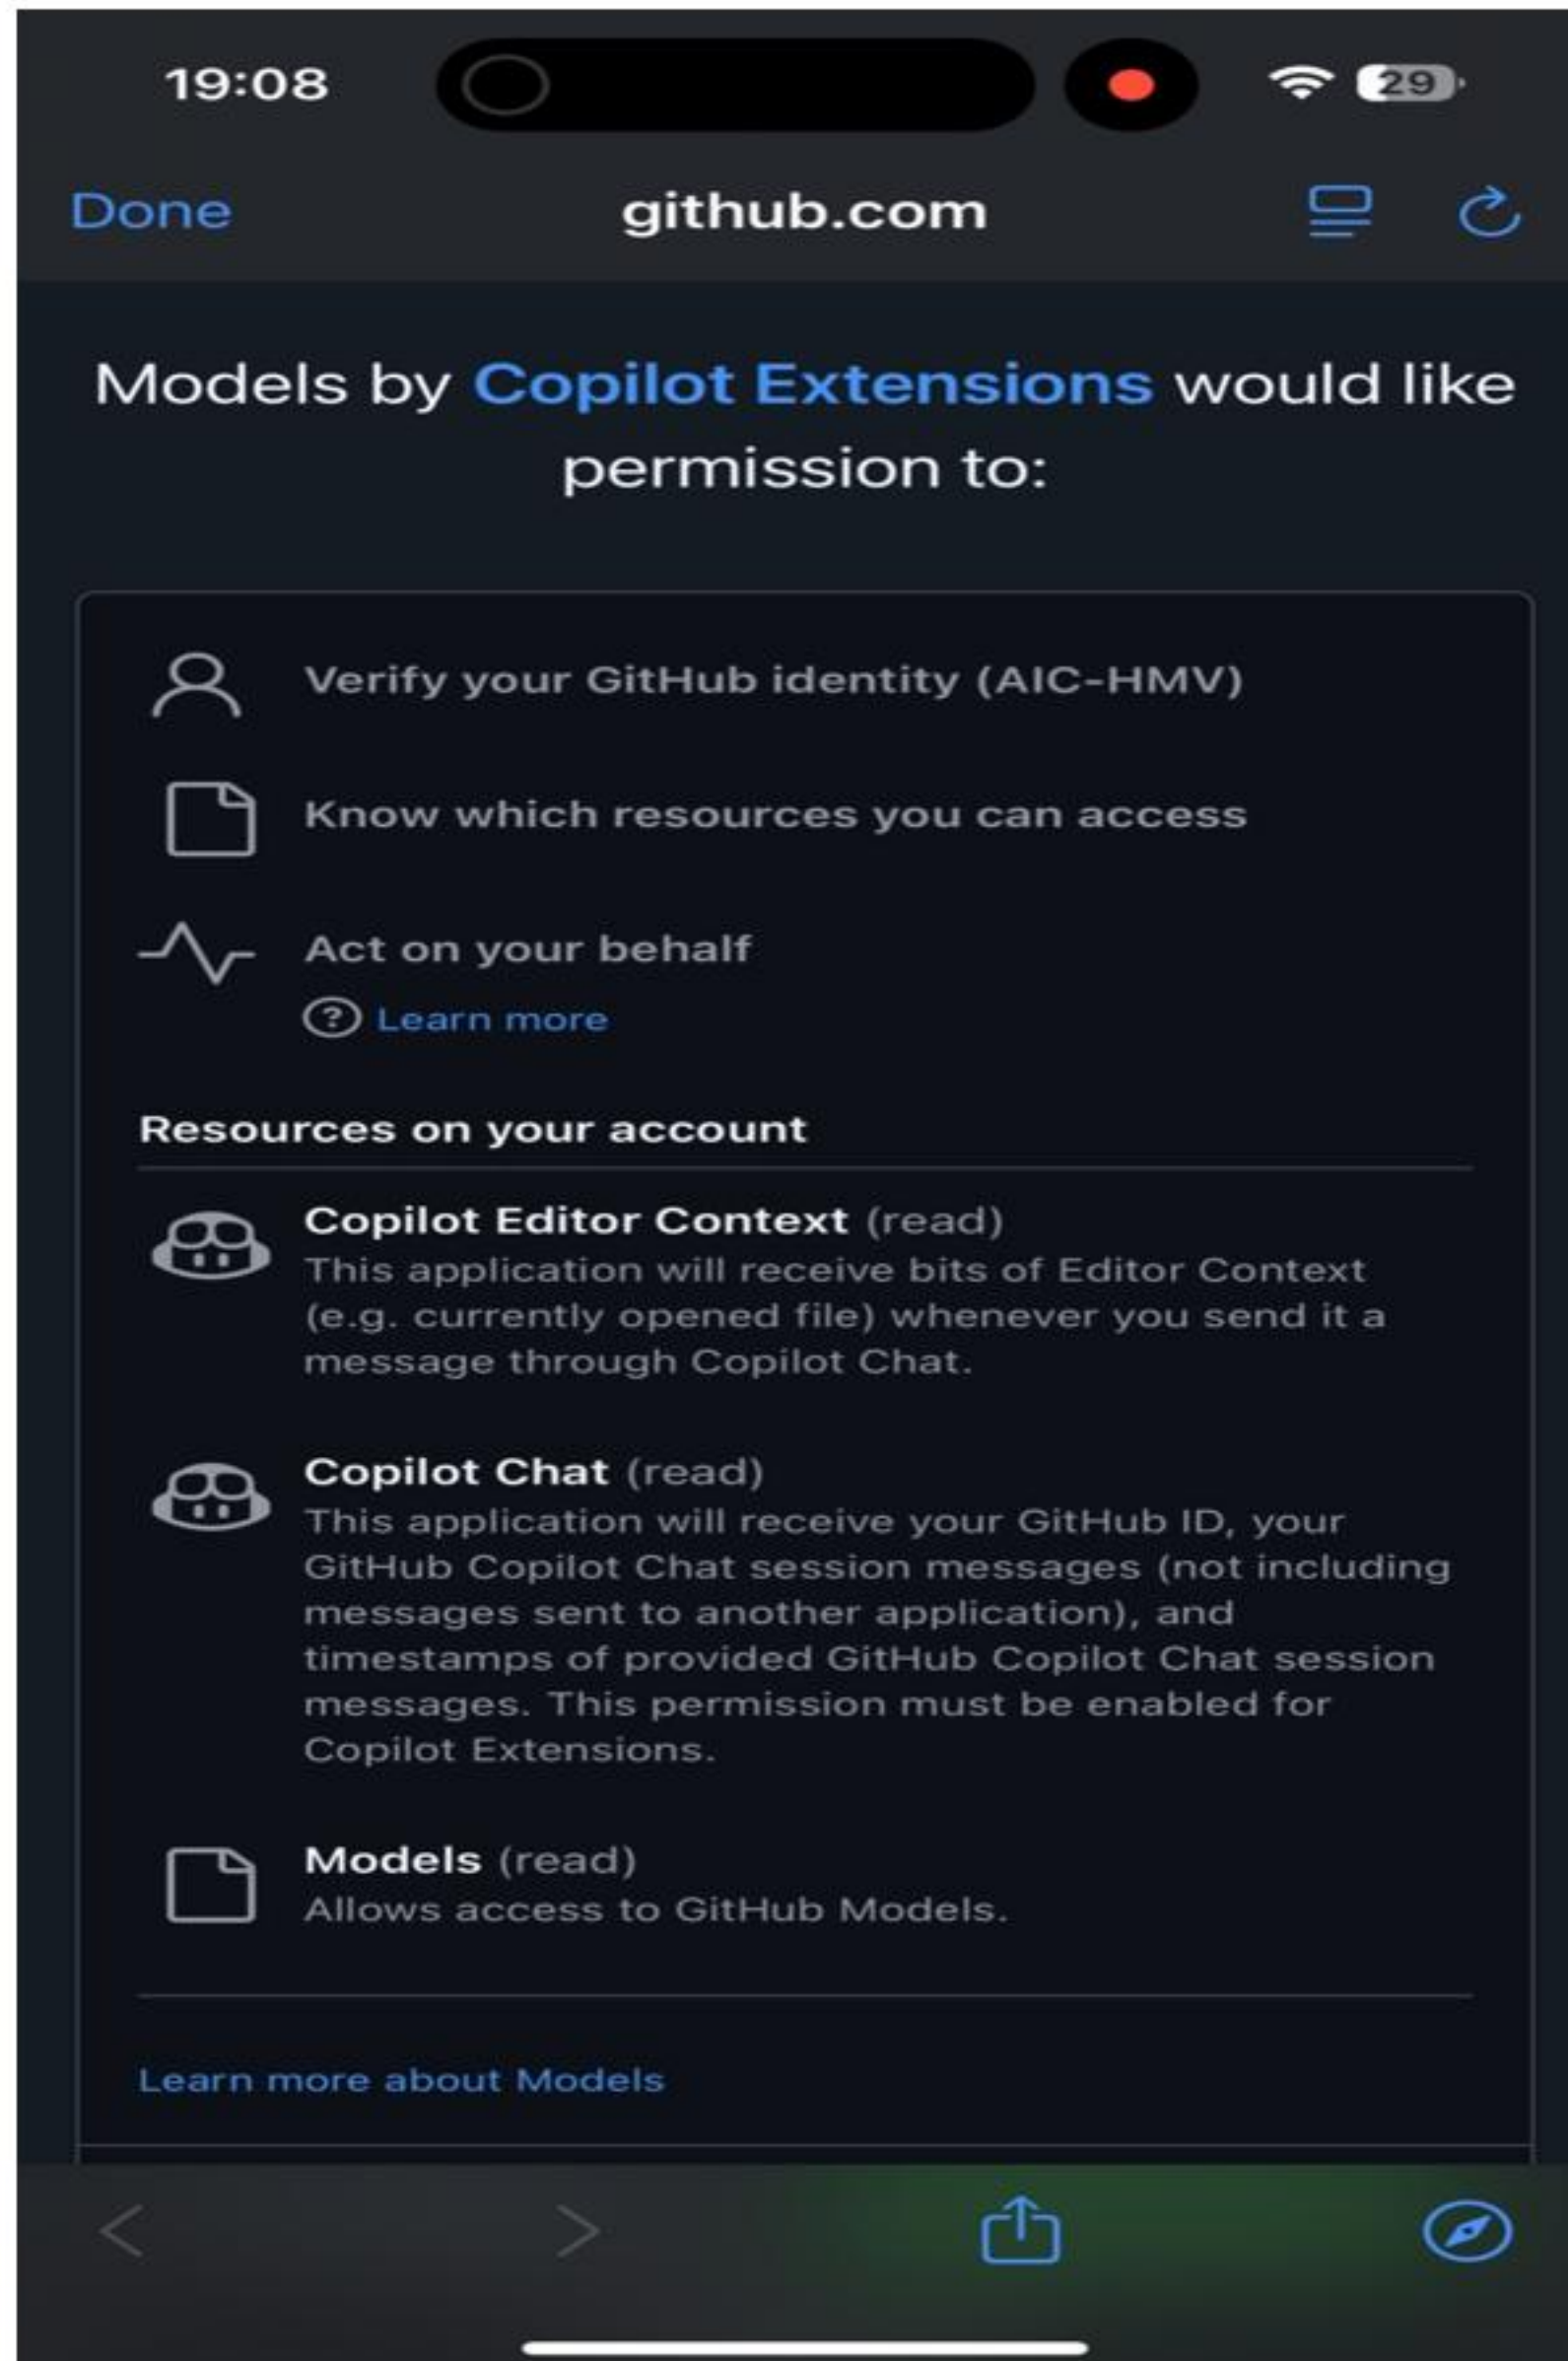 19:08
29
Done
github.com
Models by Copilot Extensions would like
permission to:
Verify your GitHub identity (AIC-HMV)
Know which resources you can access
Act on your behalf
? Learn more
Resources on your account
Copilot Editor Context (read)
This application will receive bits of Editor Context
(e.g. currently opened file) whenever you send it a
message through Copilot Chat.
Copilot Chat (read)
This application will receive your GitHub ID, your
GitHub Copilot Chat session messages (not including
messages sent to another application), and
timestamps of provided GitHub Copilot Chat session
messages. This permission must be enabled for
Copilot Extensions.
Models (read)
Allows access to GitHub Models.
Learn more about Models